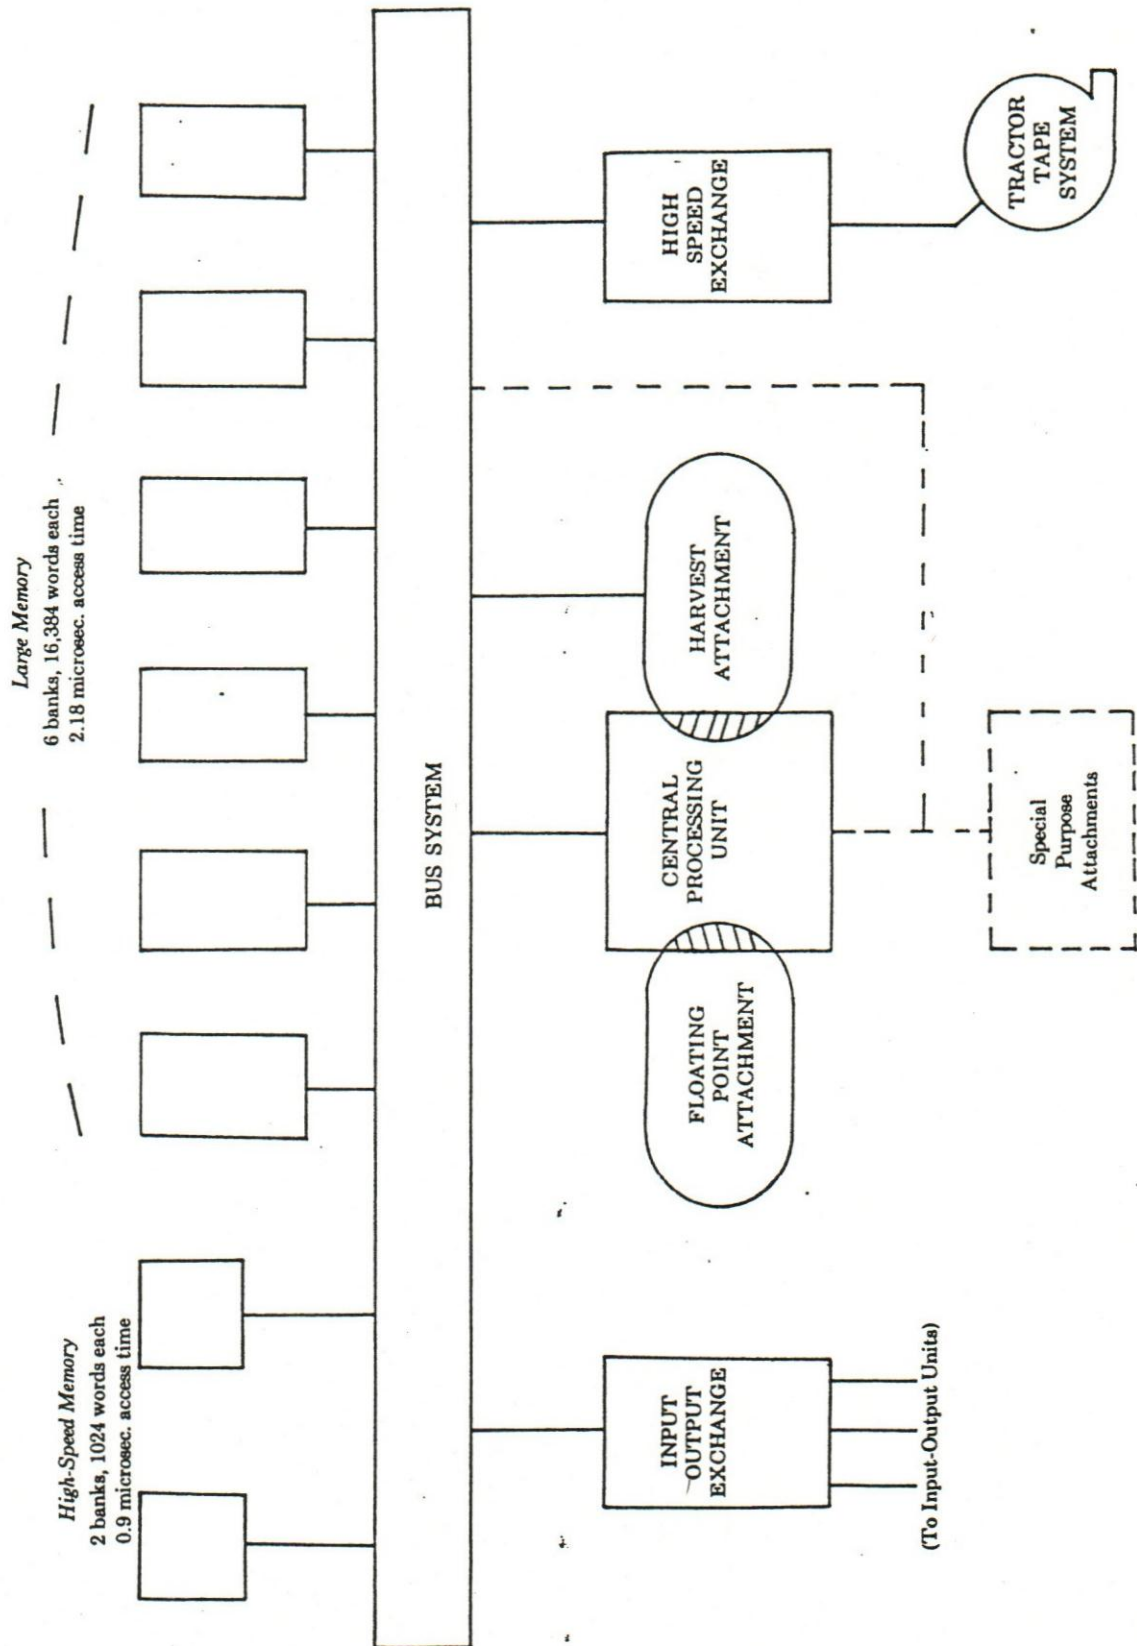 High-Speed Memory
2 banks, 1024 words each
0.9 microsec. access time
Large Memory
6 banks, 16,384 words each
2.18 microsec. access time
BUS SYSTEM
INPUT
OUTPUT
EXCHANGE
(To Input-Output Units)
FLOATING
POINT
ATTACHMENT
CENTRAL
PROCESSING
UNIT
HARVEST
ATTACHMENT
HIGH
SPEED
EXCHANGE
TRACTOR
TAPE
SYSTEM
Special
Purpose
Attachments